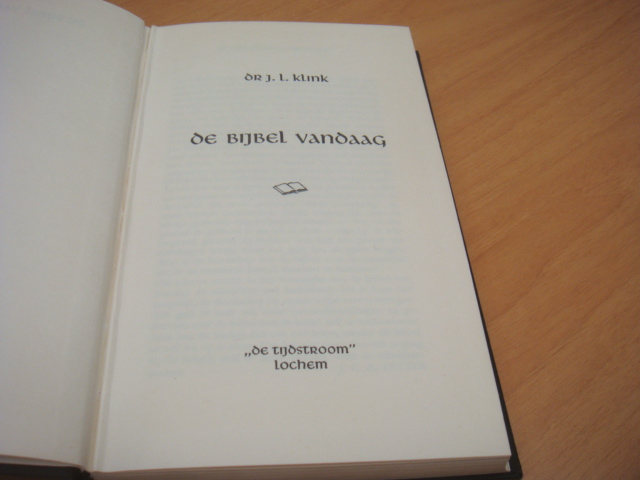 dr j. l. klink
de bijbel vandaag
„de tijdstroom”
lochem